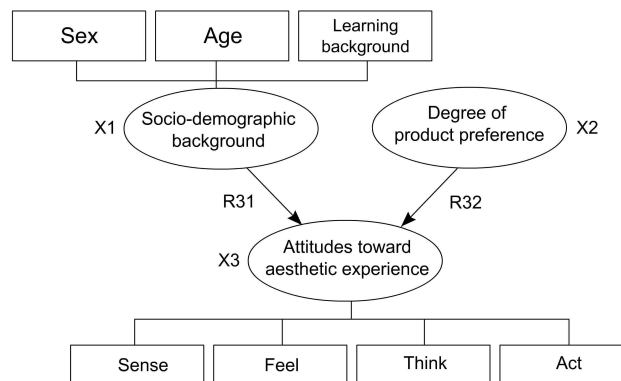 Sex
Age
Learning
background
X1
Socio-demographic
background
Degree of
product preference
X2
R31
R32
X3
Attitudes toward
aesthetic experience
Sense
Feel
Think
Act